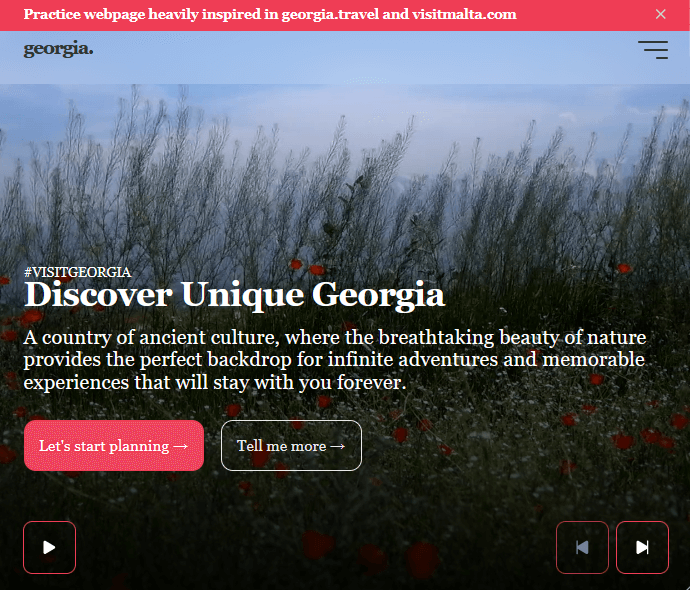 Practice webpage heavily inspired in georgia.travel and visitmalta.com
georgia.
#VISITGEORGIA
Discover Unique Georgia
A country of ancient culture, where the breathtaking beauty of nature
provides the perfect backdrop for infinite adventures and memorable
experiences that will stay with you forever.
Let's start planning →
Tell me more →